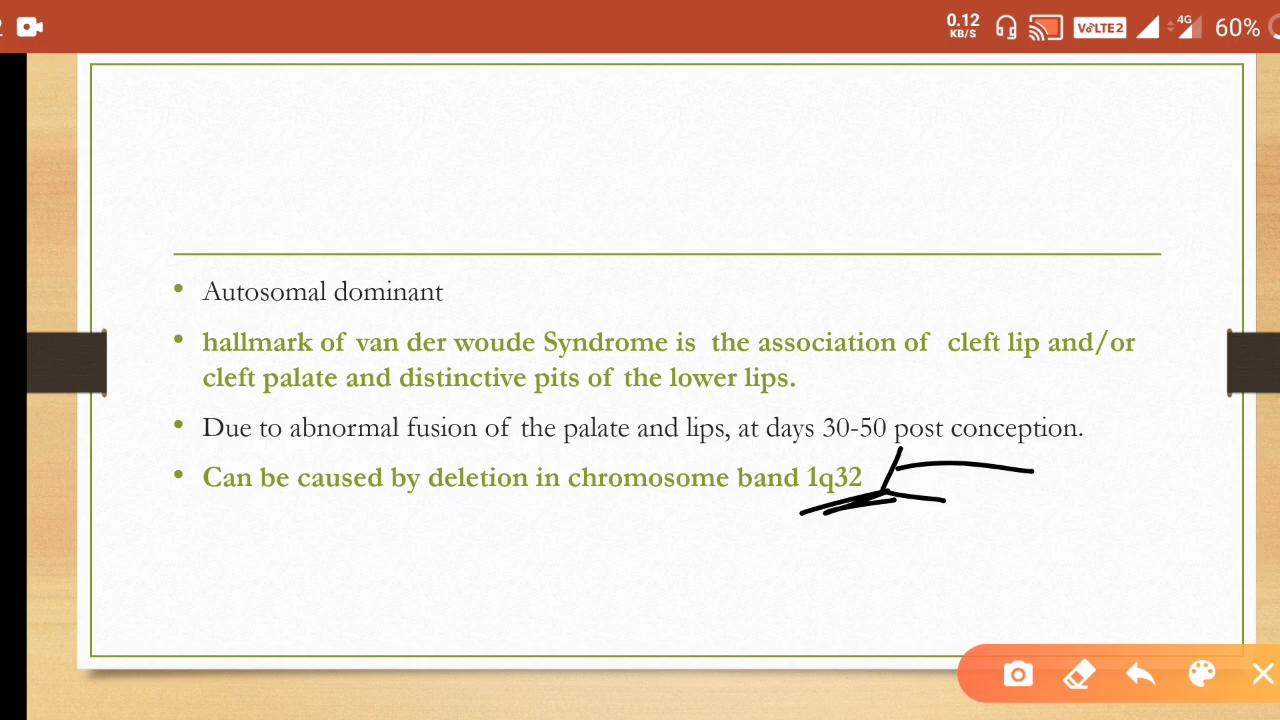 2 0.12 KB/S VoLTE2 4G 60%
• Autosomal dominant
• hallmark of van der woude Syndrome is the association of cleft lip and/or
cleft palate and distinctive pits of the lower lips.
• Due to abnormal fusion of the palate and lips, at days 30-50 post conception.
• Can be caused by deletion in chromosome band 1q32